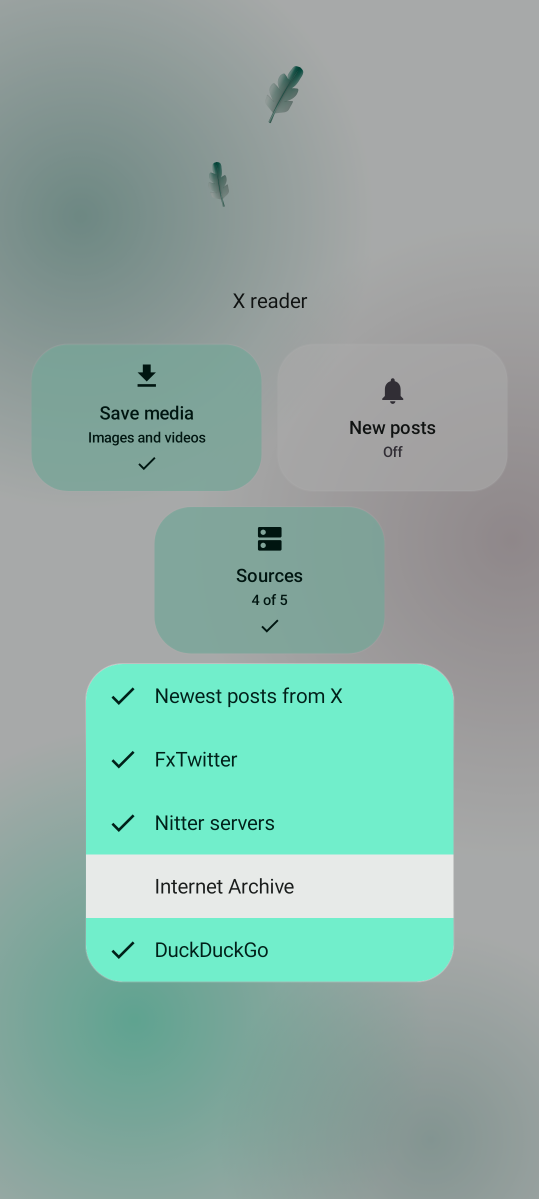 X reader
Save media
Images and videos
New posts
Off
Sources
4 of 5
Newest posts from X
FxTwitter
Nitter servers
Internet Archive
DuckDuckGo